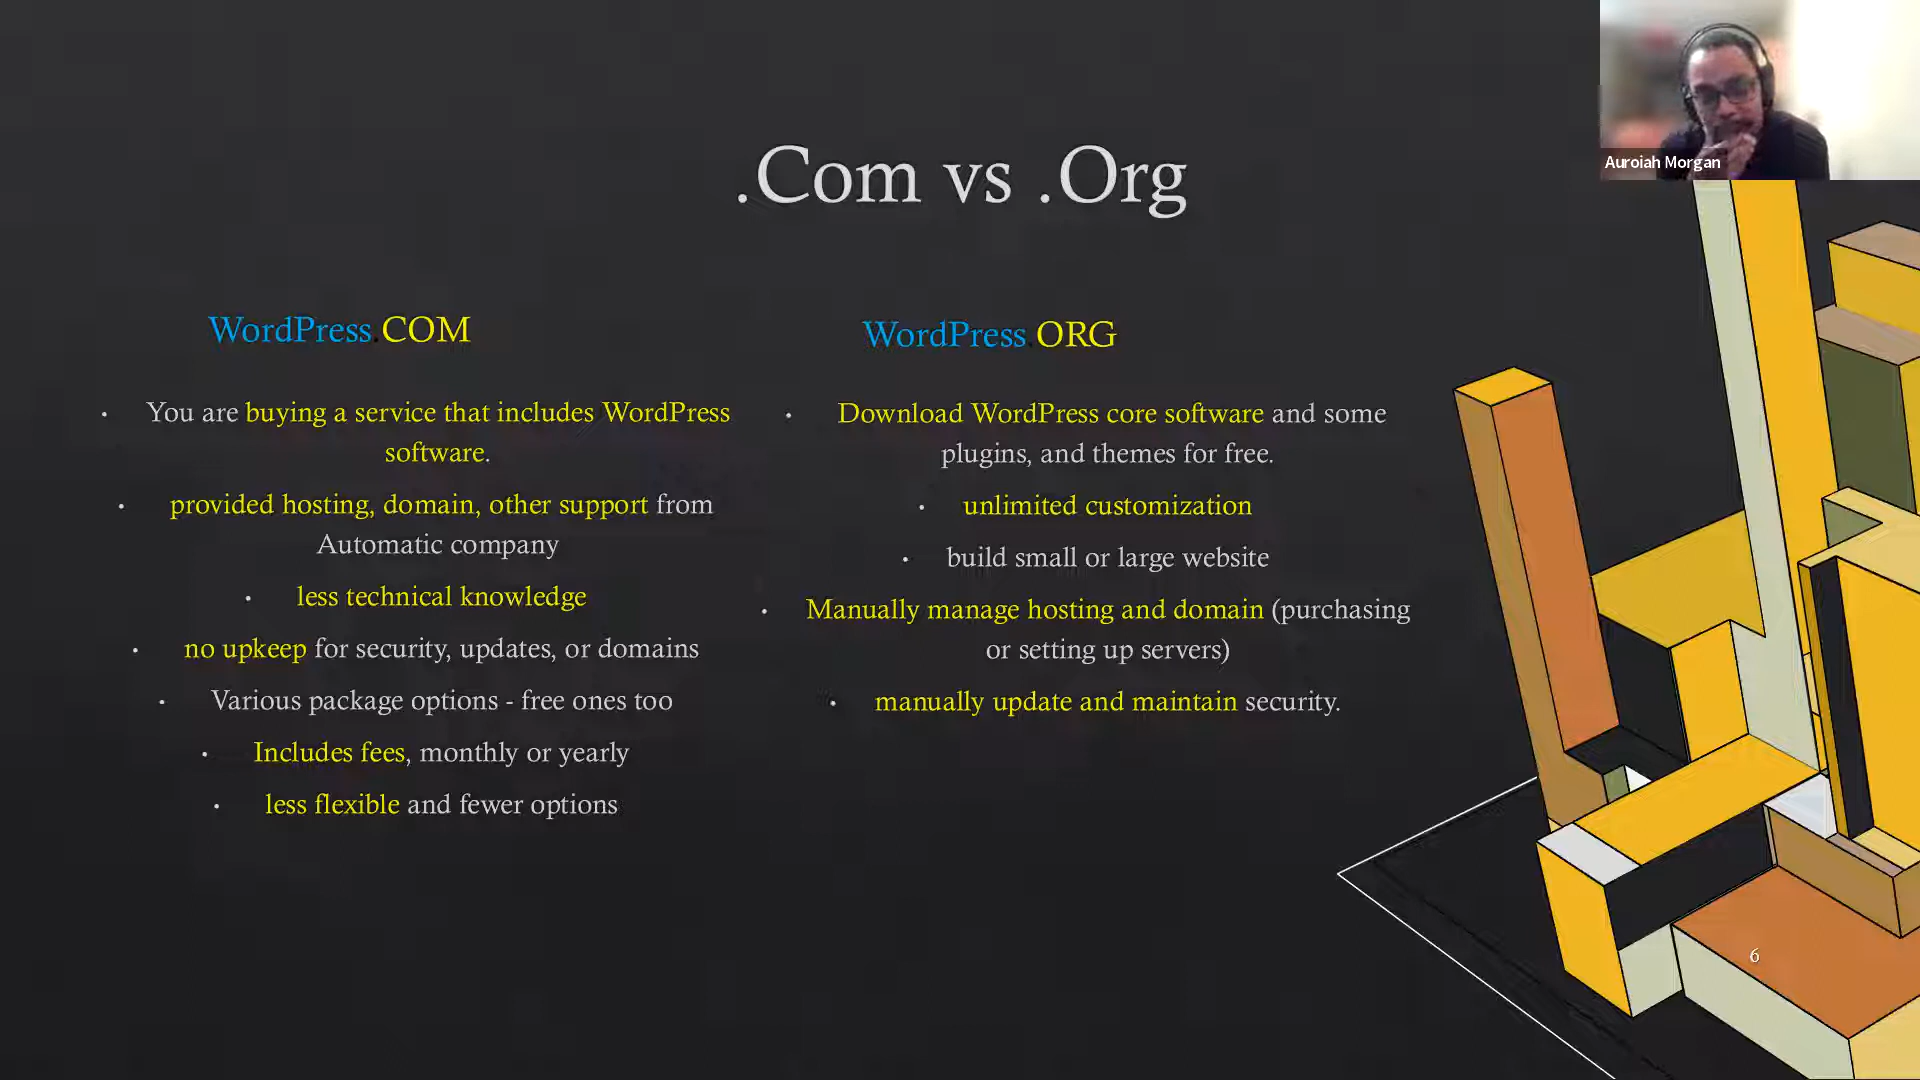 Auroiah Morgan
.Com vs .Org
WordPress.COM
• You are buying a service that includes WordPress
software.
• provided hosting, domain, other support from
Automatic company
• less technical knowledge
• no upkeep for security, updates, or domains
• Various package options - free ones too
• Includes fees, monthly or yearly
• less flexible and fewer options
WordPress.ORG
• Download WordPress core software and some
plugins, and themes for free.
• unlimited customization
• build small or large website
• Manually manage hosting and domain (purchasing
or setting up servers)
• manually update and maintain security.
6